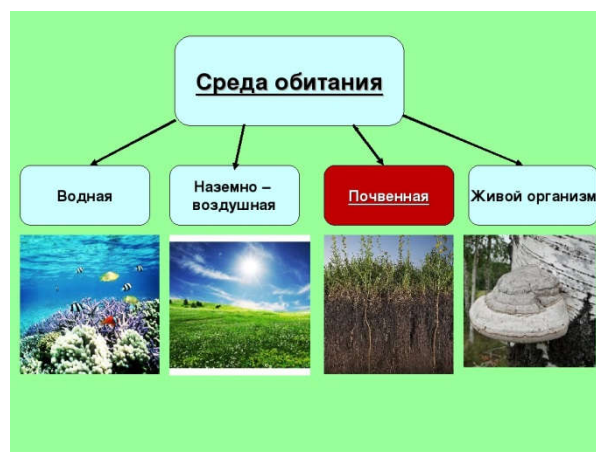 Среда обитания
Водная
Наземно –
воздушная
Почвенная
Живой организм